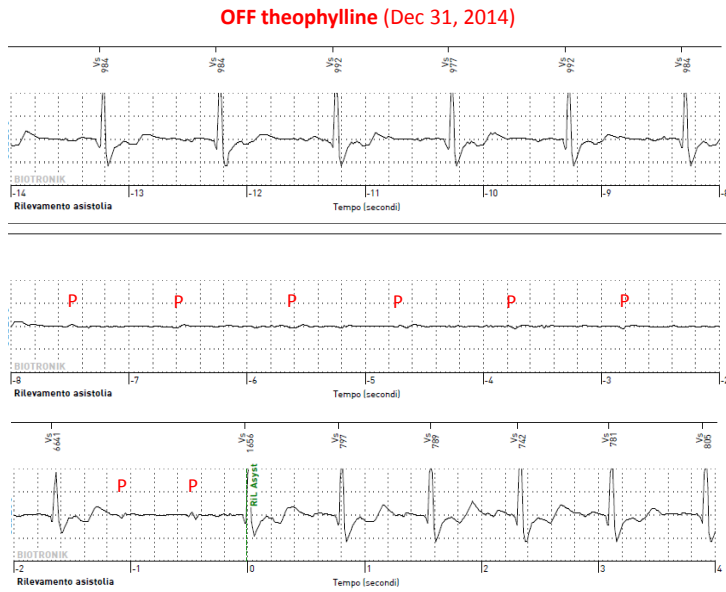 OFF theophylline (Dec 31, 2014)
Vs Vs Vs Vs Vs Vs
984 984 992 977 992 984
BIOTRONIK
-14 -13 -12 -11 -10 -9 -8
Rilevamento asistolia Tempo (secondi)
P P P P P P
BIOTRONIK
-8 -7 -6 -5 -4 -3 -2
Rilevamento asistolia Tempo (secondi)
Vs Vs Vs Vs Vs Vs Vs
6641 1656 797 789 742 781 805
P P
Ril. Asyst
BIOTRONIK
-2 -1 0 1 2 3 4
Rilevamento asistolia Tempo (secondi)